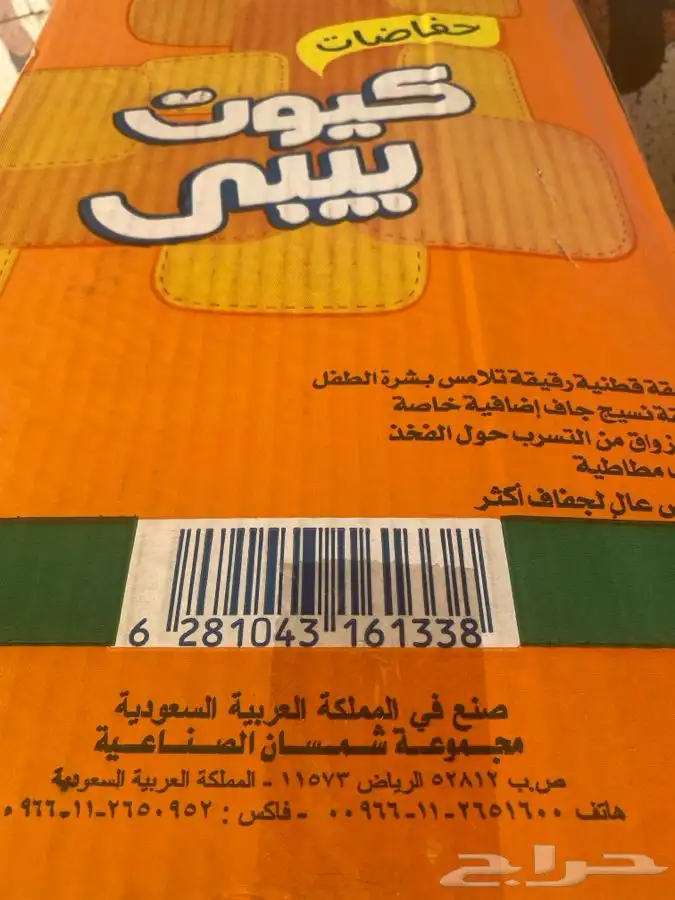 حفاضات
كيوت
بيبي
قطنية رقيقة تلامس بشرة الطفل
نسيج جاف إضافية خاصة
من التسرب حول الفخذ
مطاطية
عالٍ لجفاف أكثر
6 281043 161338
صنع في المملكة العربية السعودية
مجموعة شمسان الصناعية
ص.ب ٥٢٨١٢ الرياض ١١٥٧٣ - المملكة العربية السعودية
هاتف ٢٦٥١٦٠٠-١١-٠٠٩٦٦ - فاكس : ٢٦٥٠٩٥٢-١١-٠٩٦٦
حراج